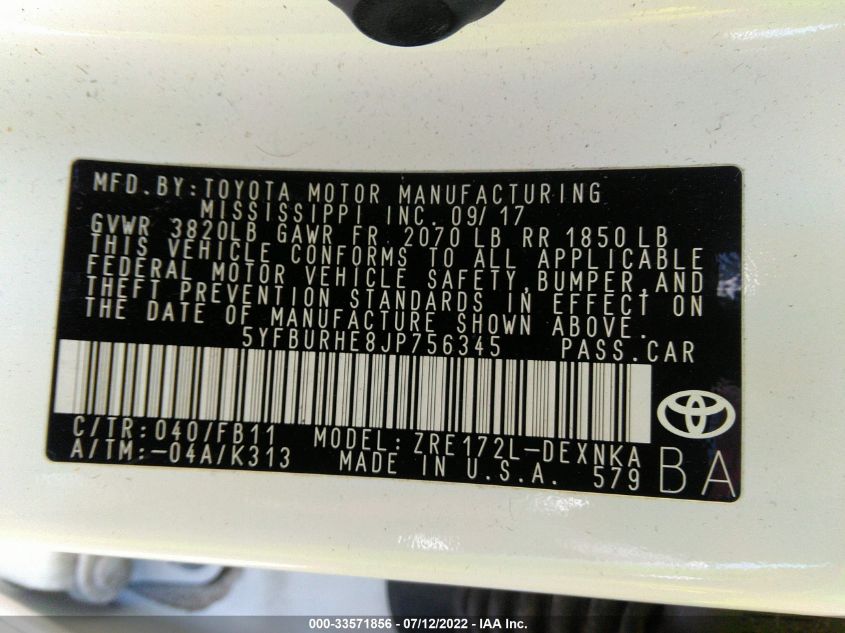 MFD.BY:TOYOTA MOTOR MANUFACTURING
MISSISSIPPI INC. 09/17
GVWR 3820LB GAWR FR 2070 LB RR 1850 LB
THIS VEHICLE CONFORMS TO ALL APPLICABLE
FEDERAL MOTOR VEHICLE SAFETY,BUMPER,AND
THEFT PREVENTION STANDARDS IN EFFECT ON
THE DATE OF MANUFACTURE SHOWN ABOVE.
5YFBURHE8JP756345 PASS.CAR
C/TR:040/FB11 MODEL:ZRE172L-DEXNKA
A/TM:-04A/K313 MADE IN U.S.A. 579 BA
000-33571856 / 07/12/2022 - IAA Inc.